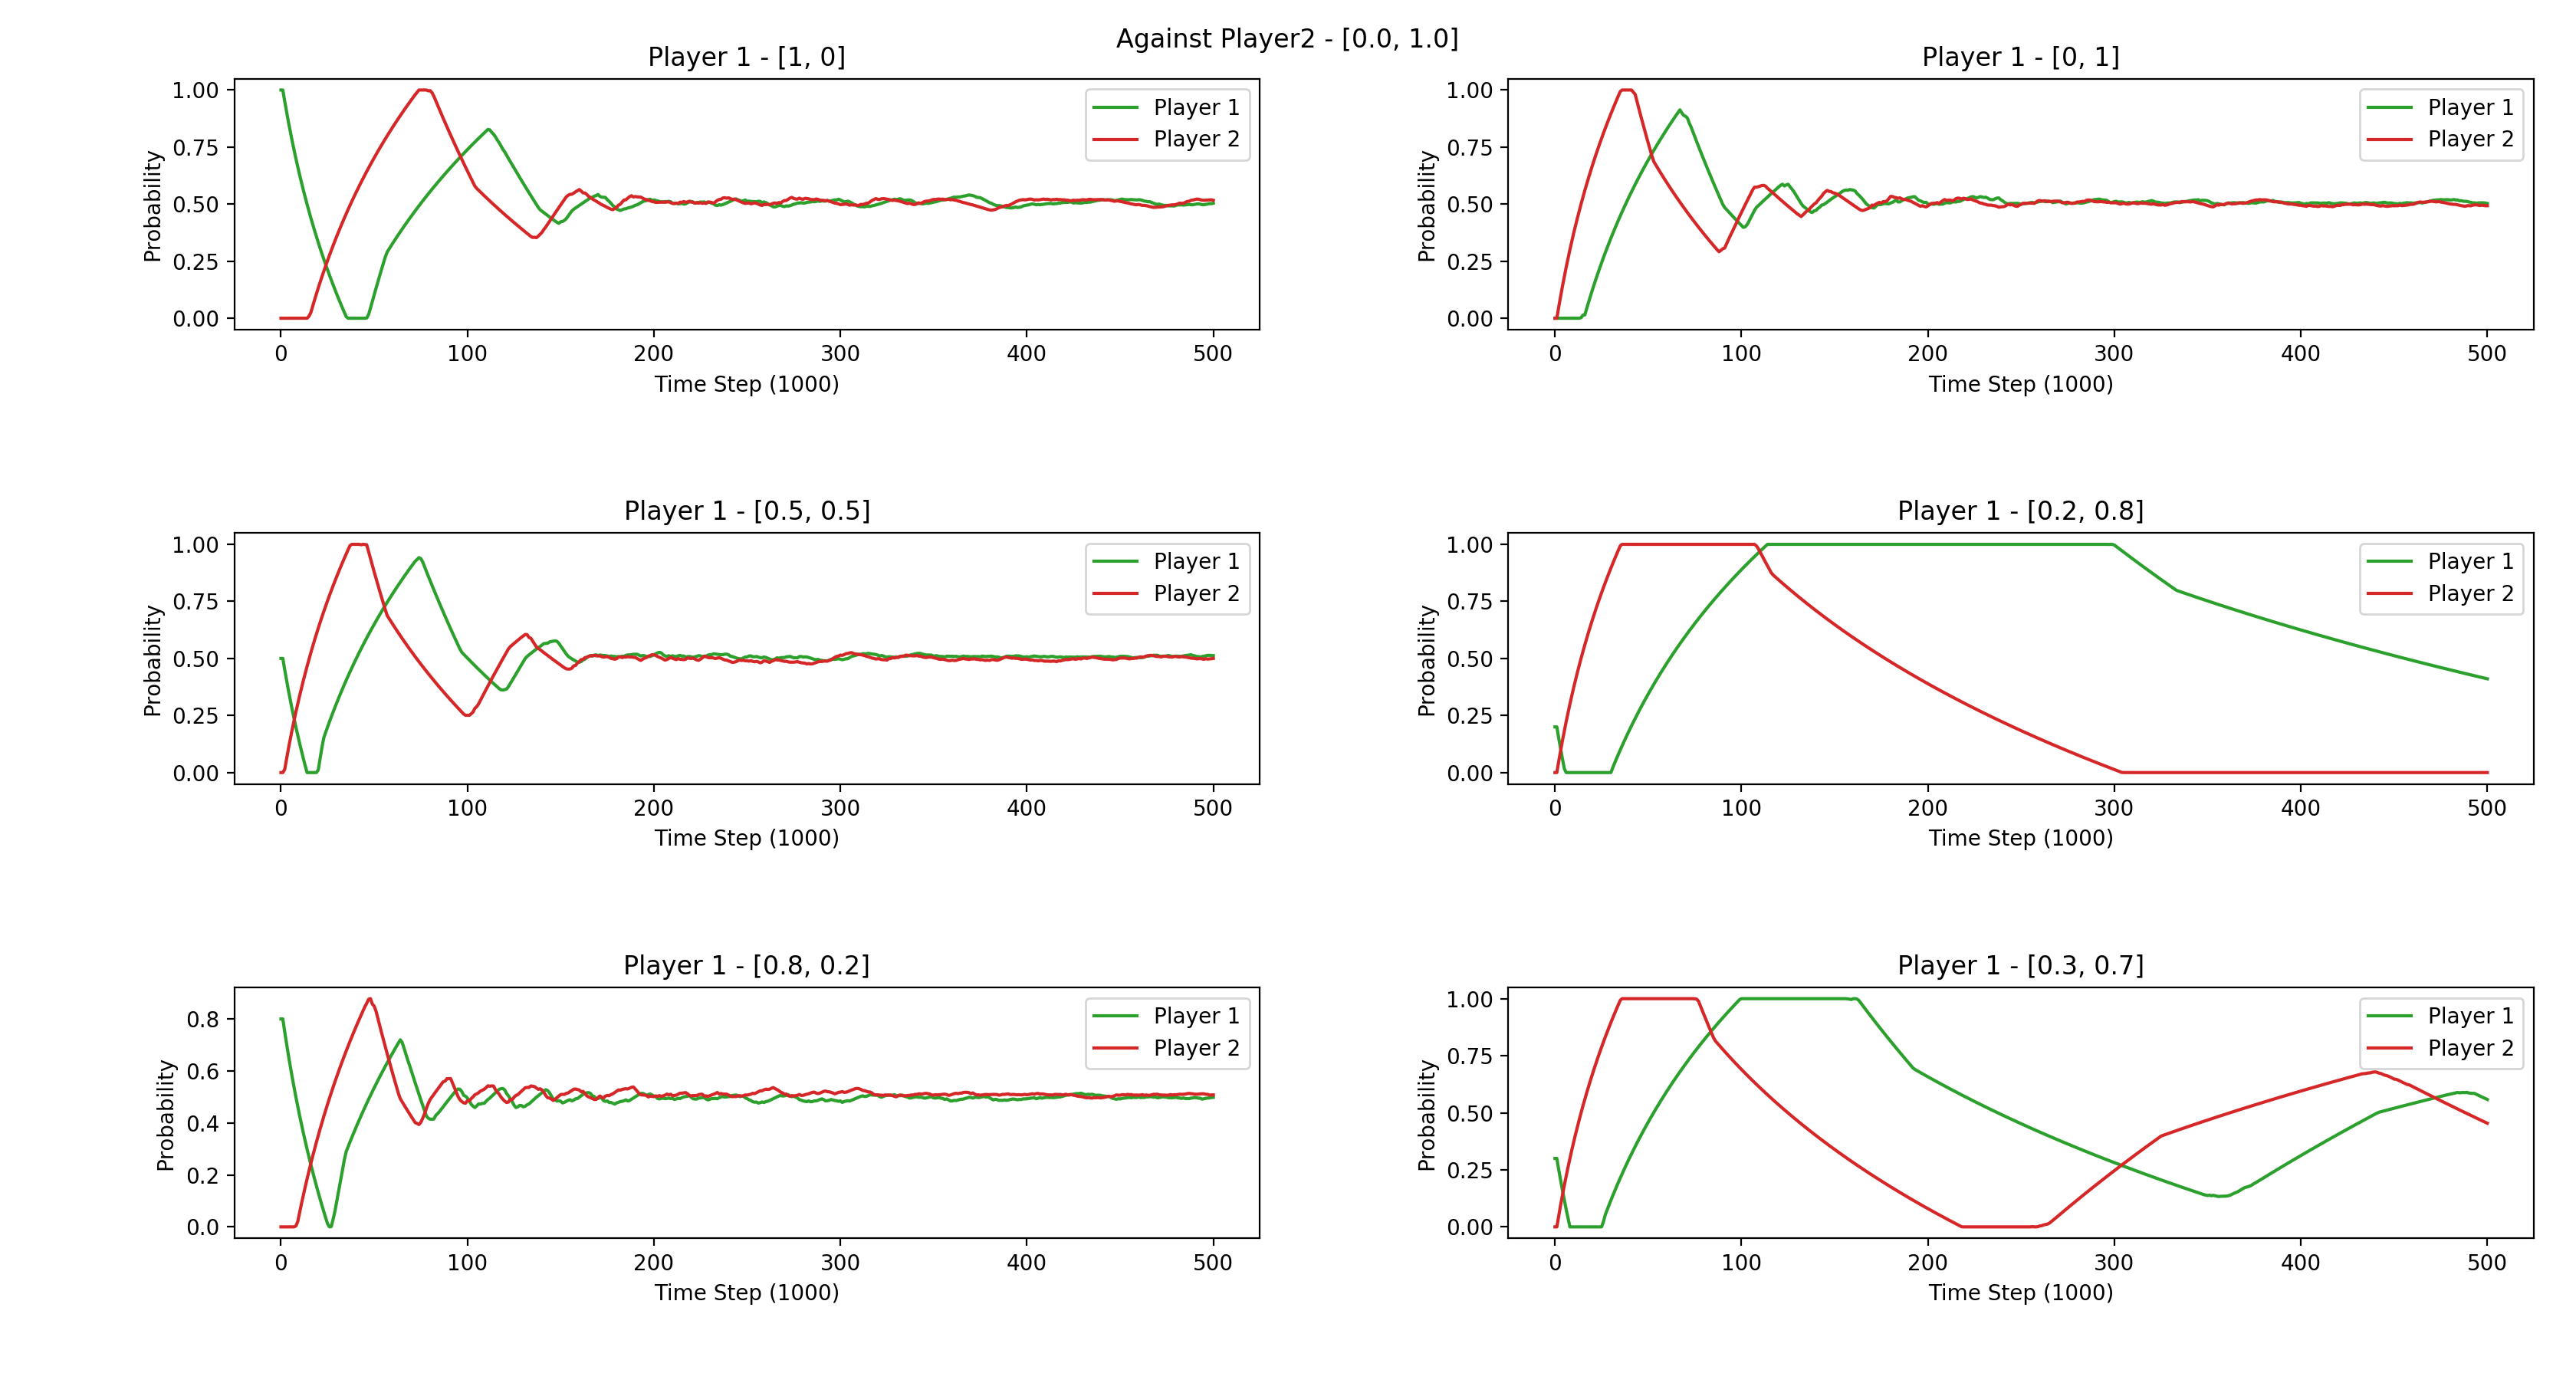 Against Player2 - [0.0, 1.0]
Player 1 - [1, 0]
1.00
0.75
0.50
0.25
0.00
Probability
Player 1
Player 2
0 100 200 300 400 500
Time Step (1000)
Player 1 - [0, 1]
1.00
0.75
0.50
0.25
0.00
Probability
Player 1
Player 2
0 100 200 300 400 500
Time Step (1000)
Player 1 - [0.5, 0.5]
1.00
0.75
0.50
0.25
0.00
Probability
Player 1
Player 2
0 100 200 300 400 500
Time Step (1000)
Player 1 - [0.2, 0.8]
1.00
0.75
0.50
0.25
0.00
Probability
Player 1
Player 2
0 100 200 300 400 500
Time Step (1000)
Player 1 - [0.8, 0.2]
0.8
0.6
0.4
0.2
0.0
Probability
Player 1
Player 2
0 100 200 300 400 500
Time Step (1000)
Player 1 - [0.3, 0.7]
1.00
0.75
0.50
0.25
0.00
Probability
Player 1
Player 2
0 100 200 300 400 500
Time Step (1000)